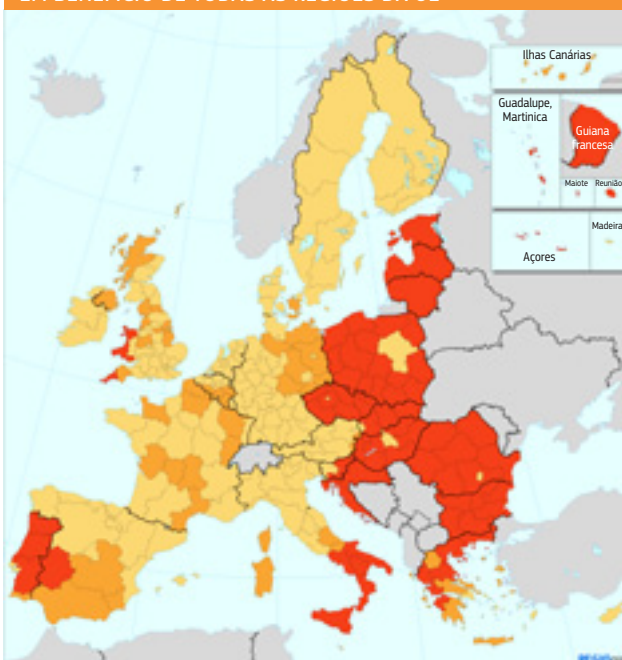 Ilhas Canárias
Guadalupe,
Martinica
Guiana
francesa
Maiote
Reunião
Açores
Madeira